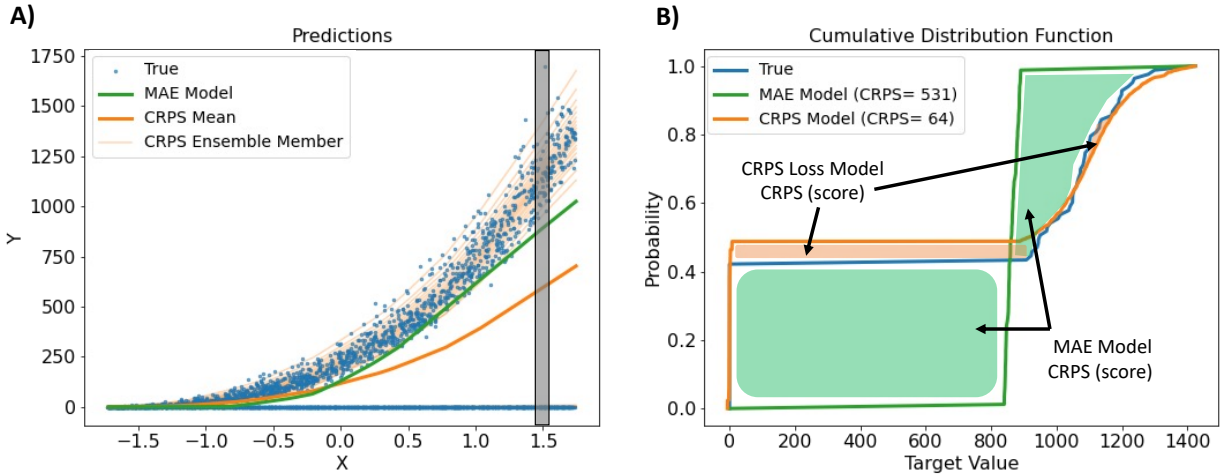 A)
Predictions
1750
1500
1250
1000
750
500
250
0
Y
True
MAE Model
CRPS Mean
CRPS Ensemble Member
−1.5
−1.0
−0.5
0.0
0.5
1.0
1.5
X
B)
Cumulative Distribution Function
1.0
0.8
0.6
0.4
0.2
0.0
Probability
True
MAE Model (CRPS= 531)
CRPS Model (CRPS= 64)
CRPS Loss Model
CRPS (score)
MAE Model
CRPS (score)
0
200
400
600
800
1000
1200
1400
Target Value